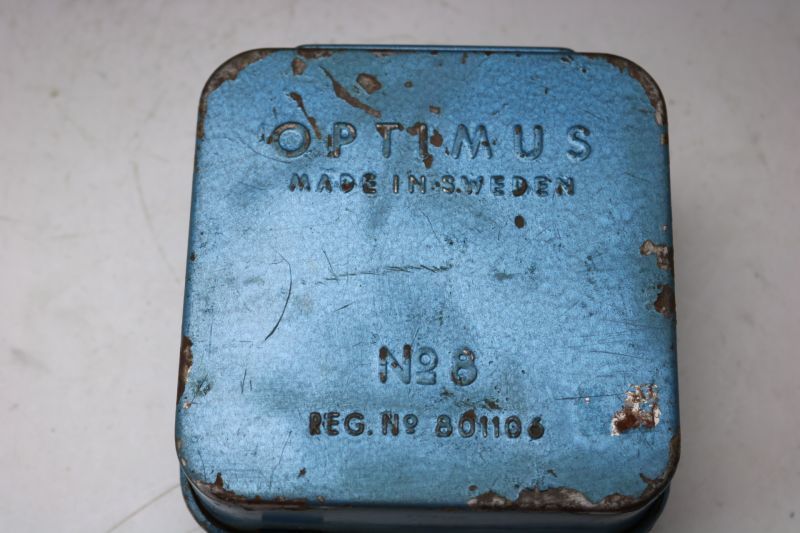 OPTIMUS
MADE IN SWEDEN
Nº 8
REG. Nº 801106